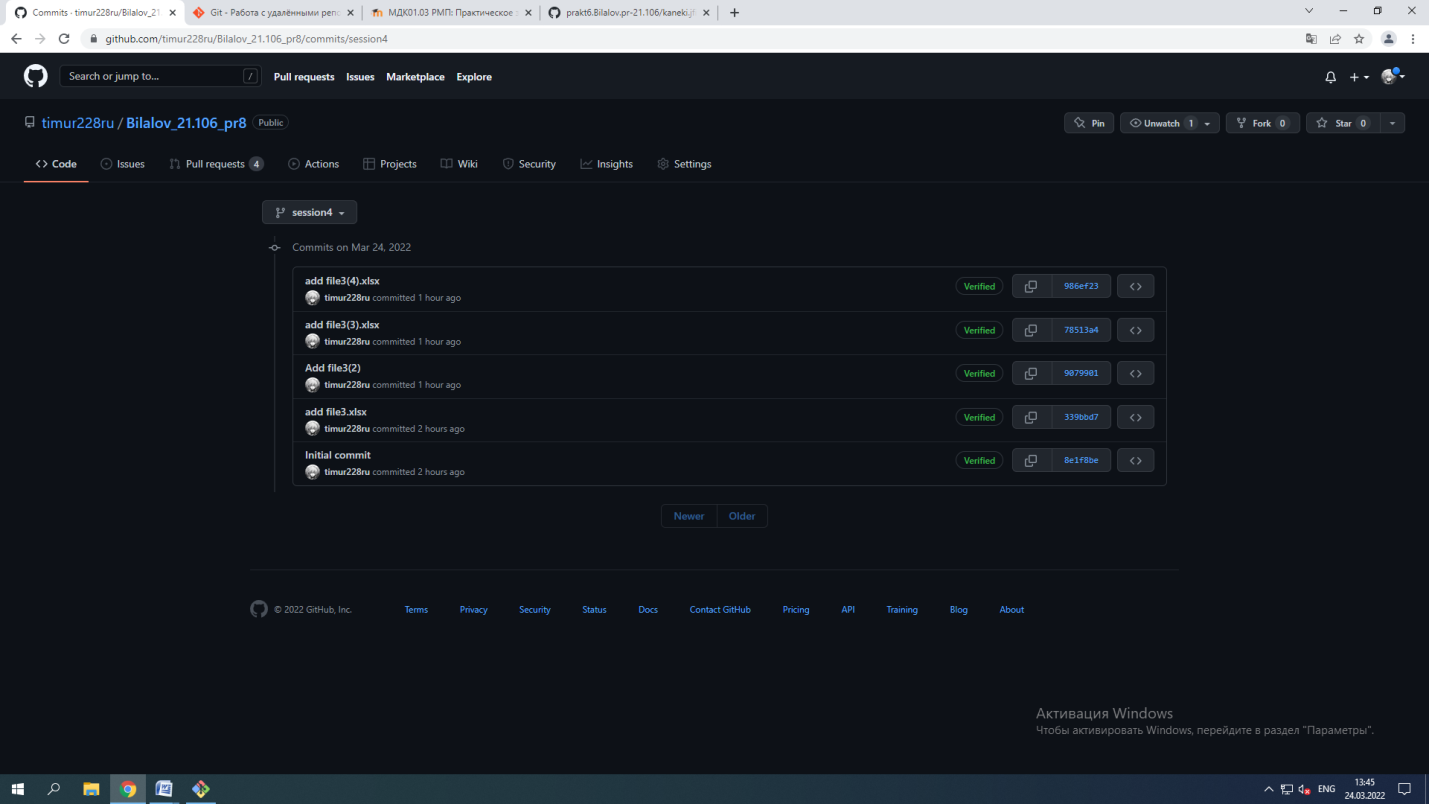 Commits · timur228ru/Bilalov_21
Git - Работа с удалёнными репо
МДК01.03 РМП: Практическое
prakt6.Bilalov.pr-21.106/kaneki.jf
github.com/timur228ru/Bilalov_21.106_pr8/commits/session4
Search or jump to... /
Pull requests Issues Marketplace Explore
timur228ru / Bilalov_21.106_pr8 Public
Pin Unwatch 1 Fork 0 Star 0
Code Issues Pull requests 4 Actions Projects Wiki Security Insights Settings
session4
Commits on Mar 24, 2022
add file3(4).xlsx
timur228ru committed 1 hour ago
Verified 986ef23
add file3(3).xlsx
timur228ru committed 1 hour ago
Verified 78513a4
Add file3(2)
timur228ru committed 1 hour ago
Verified 9079901
add file3.xlsx
timur228ru committed 2 hours ago
Verified 339bbd7
Initial commit
timur228ru committed 2 hours ago
Verified 8e1f8be
Newer Older
© 2022 GitHub, Inc. Terms Privacy Security Status Docs Contact GitHub Pricing API Training Blog About
Активация Windows
Чтобы активировать Windows, перейдите в раздел "Параметры".
ENG
13:45
24.03.2022